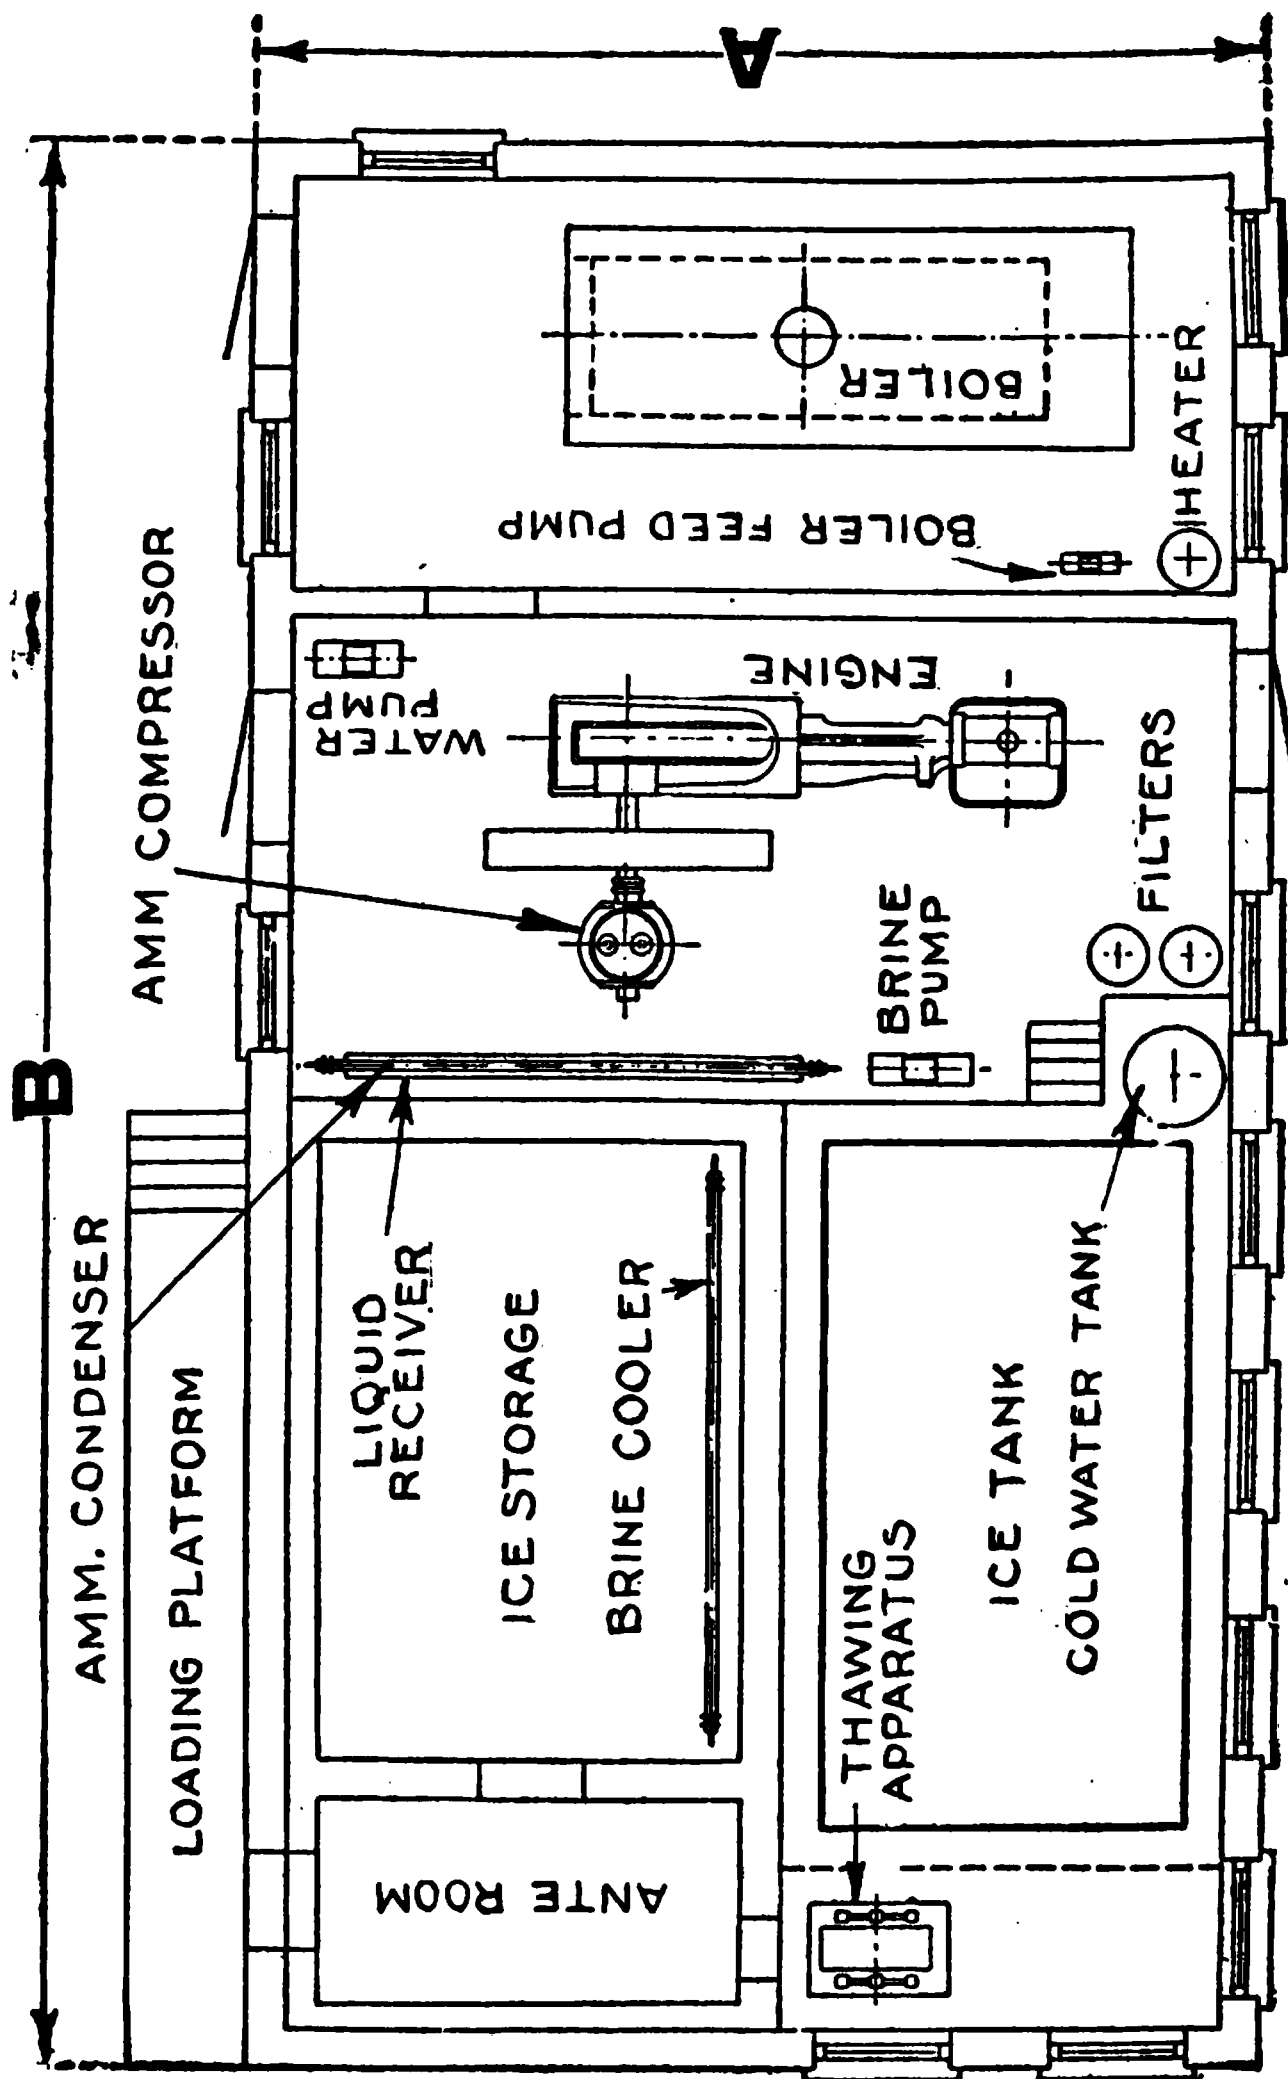 A
B
AMM COMPRESSOR
AMM. CONDENSER
LOADING PLATFORM
BOILER
HEATER
BOILER FEED PUMP
WATER
PUMP
ENGINE
FILTERS
BRINE
PUMP
LIQUID
RECEIVER
ICE STORAGE
BRINE COOLER
ICE TANK
COLD WATER TANK
THAWING
APPARATUS
ANTE ROOM